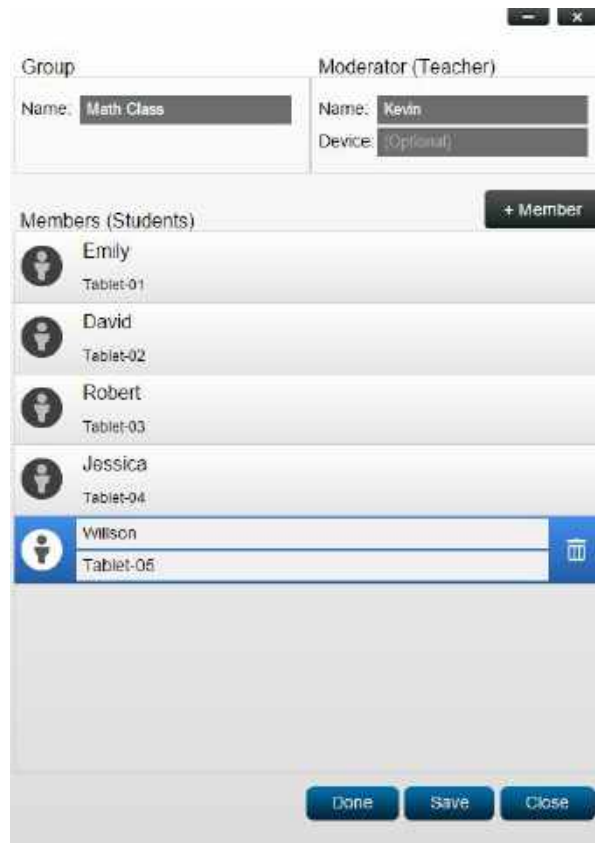 Group
Moderator (Teacher)
Name: Math Class
Name: Kevin
Device: (Optional)
Members (Students)
+ Member
Emily
Tablet-01
David
Tablet-02
Robert
Tablet-03
Jessica
Tablet-04
Willson
Tablet-05
Done
Save
Close